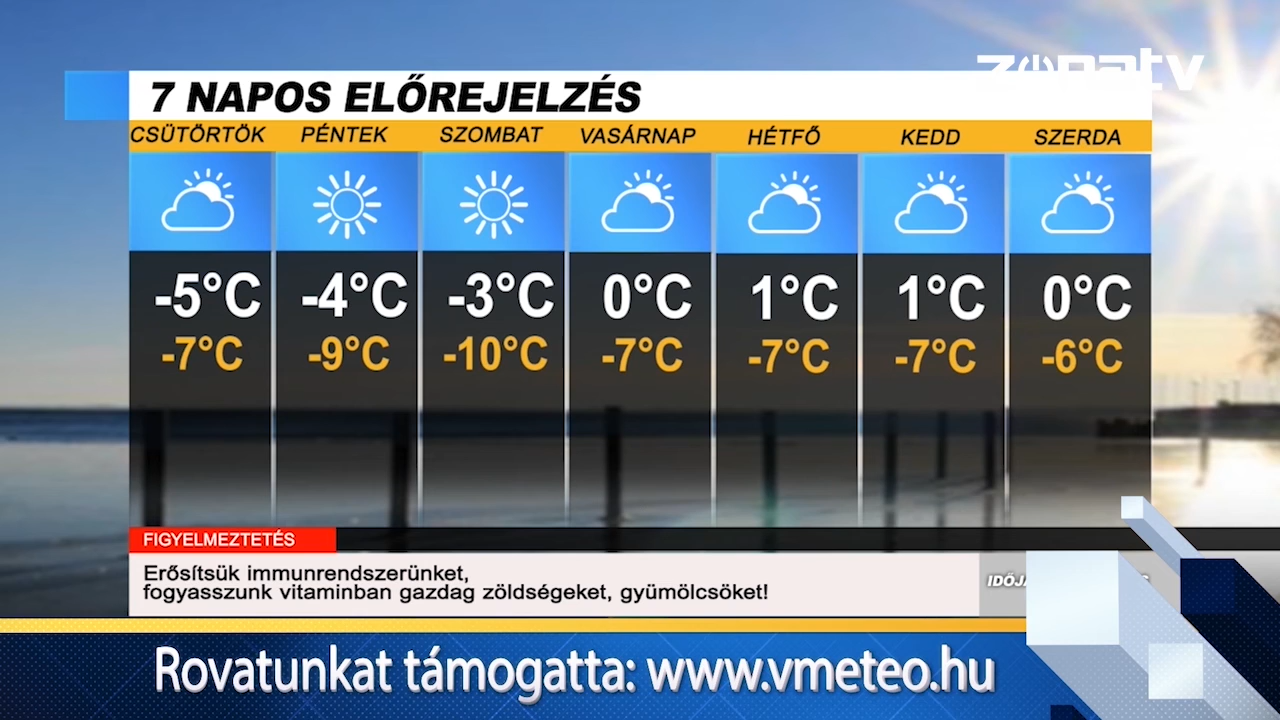 zonatv
7 NAPOS ELŐREJELZÉS
CSÜTÖRTÖK PÉNTEK SZOMBAT VASÁRNAP HÉTFŐ KEDD SZERDA
-5°C -4°C -3°C 0°C 1°C 1°C 0°C
-7°C -9°C -10°C -7°C -7°C -7°C -6°C
FIGYELMEZTETÉS
Erősítsük immunrendszerünket,
fogyasszunk vitaminban gazdag zöldségeket, gyümölcsöket!
Rovatunkat támogatta: www.vmeteo.hu